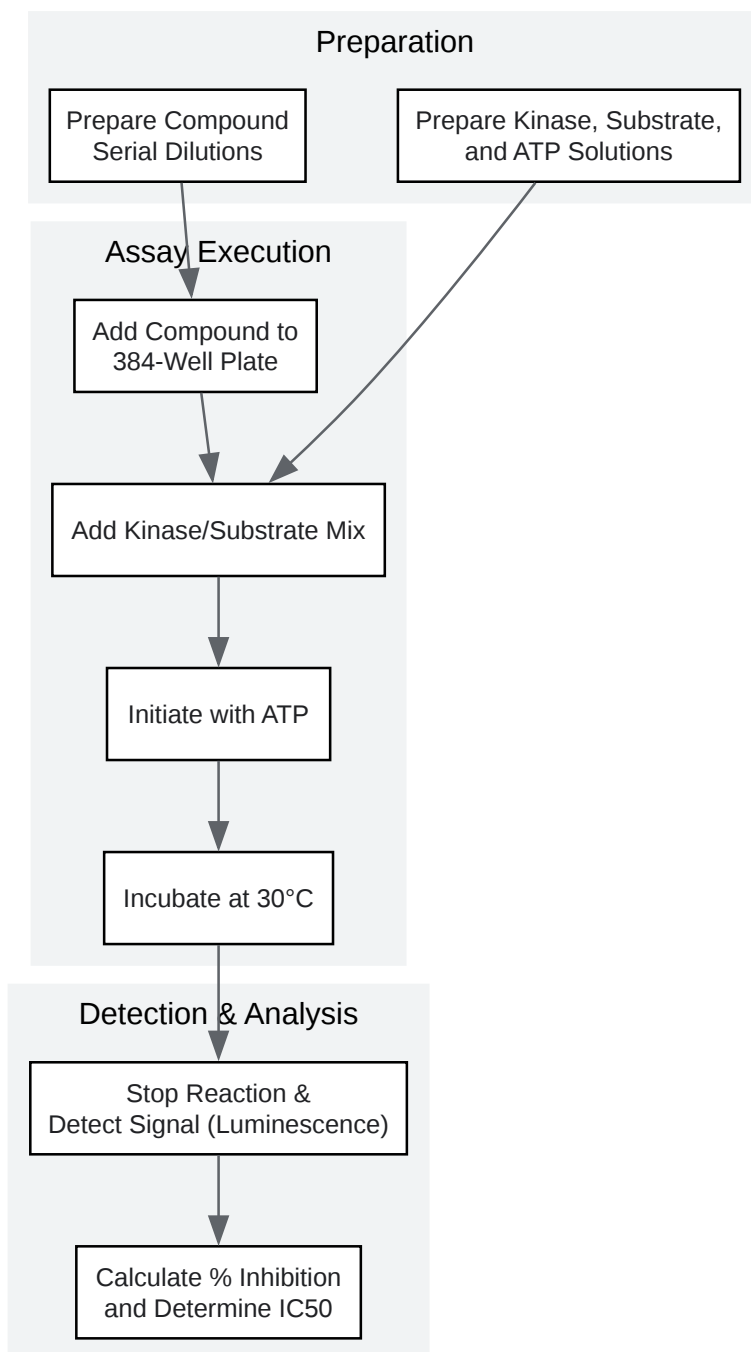 Preparation
Prepare Compound
Serial Dilutions
Prepare Kinase, Substrate,
and ATP Solutions
Assay Execution
Add Compound to
384-Well Plate
Add Kinase/Substrate Mix
Initiate with ATP
Incubate at 30°C
Detection & Analysis
Stop Reaction &
Detect Signal (Luminescence)
Calculate % Inhibition
and Determine IC50